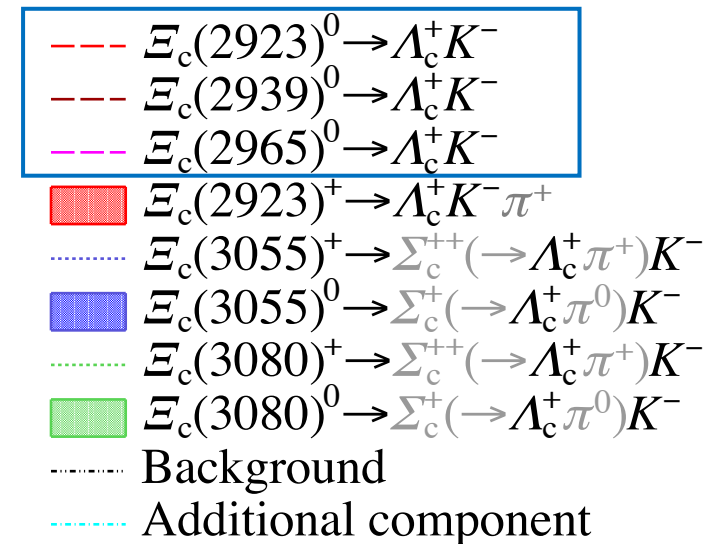 Ξc(2923)⁰→Λc⁺K⁻
Ξc(2939)⁰→Λc⁺K⁻
Ξc(2965)⁰→Λc⁺K⁻
Ξc(2923)⁺→Λc⁺K⁻π⁺
Ξc(3055)⁺→Σc⁺⁺(→Λc⁺π⁺)K⁻
Ξc(3055)⁰→Σc⁺(→Λc⁺π⁰)K⁻
Ξc(3080)⁺→Σc⁺⁺(→Λc⁺π⁺)K⁻
Ξc(3080)⁰→Σc⁺(→Λc⁺π⁰)K⁻
Background
Additional component